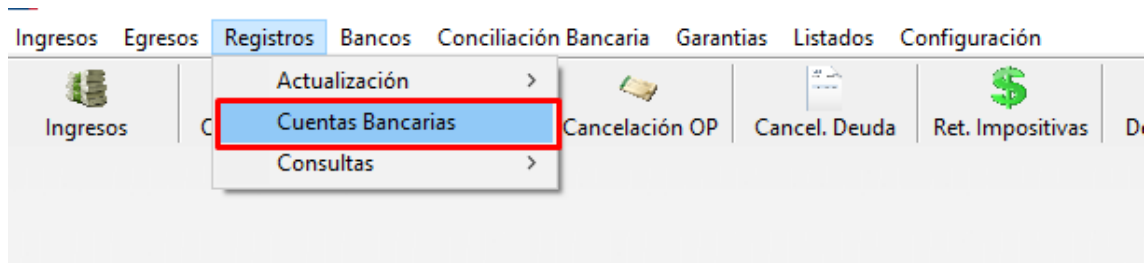 Ingresos Egresos Registros Bancos Conciliación Bancaria Garantias Listados Configuración
Actualización >
Ingresos C Cuentas Bancarias Cancelación OP Cancel. Deuda Ret. Impositivas De
Consultas >